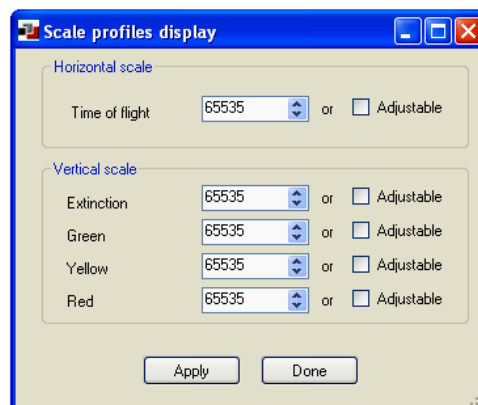 Scale profiles display
Horizontal scale
Time of flight 65535 or Adjustable
Vertical scale
Extinction 65535 or Adjustable
Green 65535 or Adjustable
Yellow 65535 or Adjustable
Red 65535 or Adjustable
Apply Done